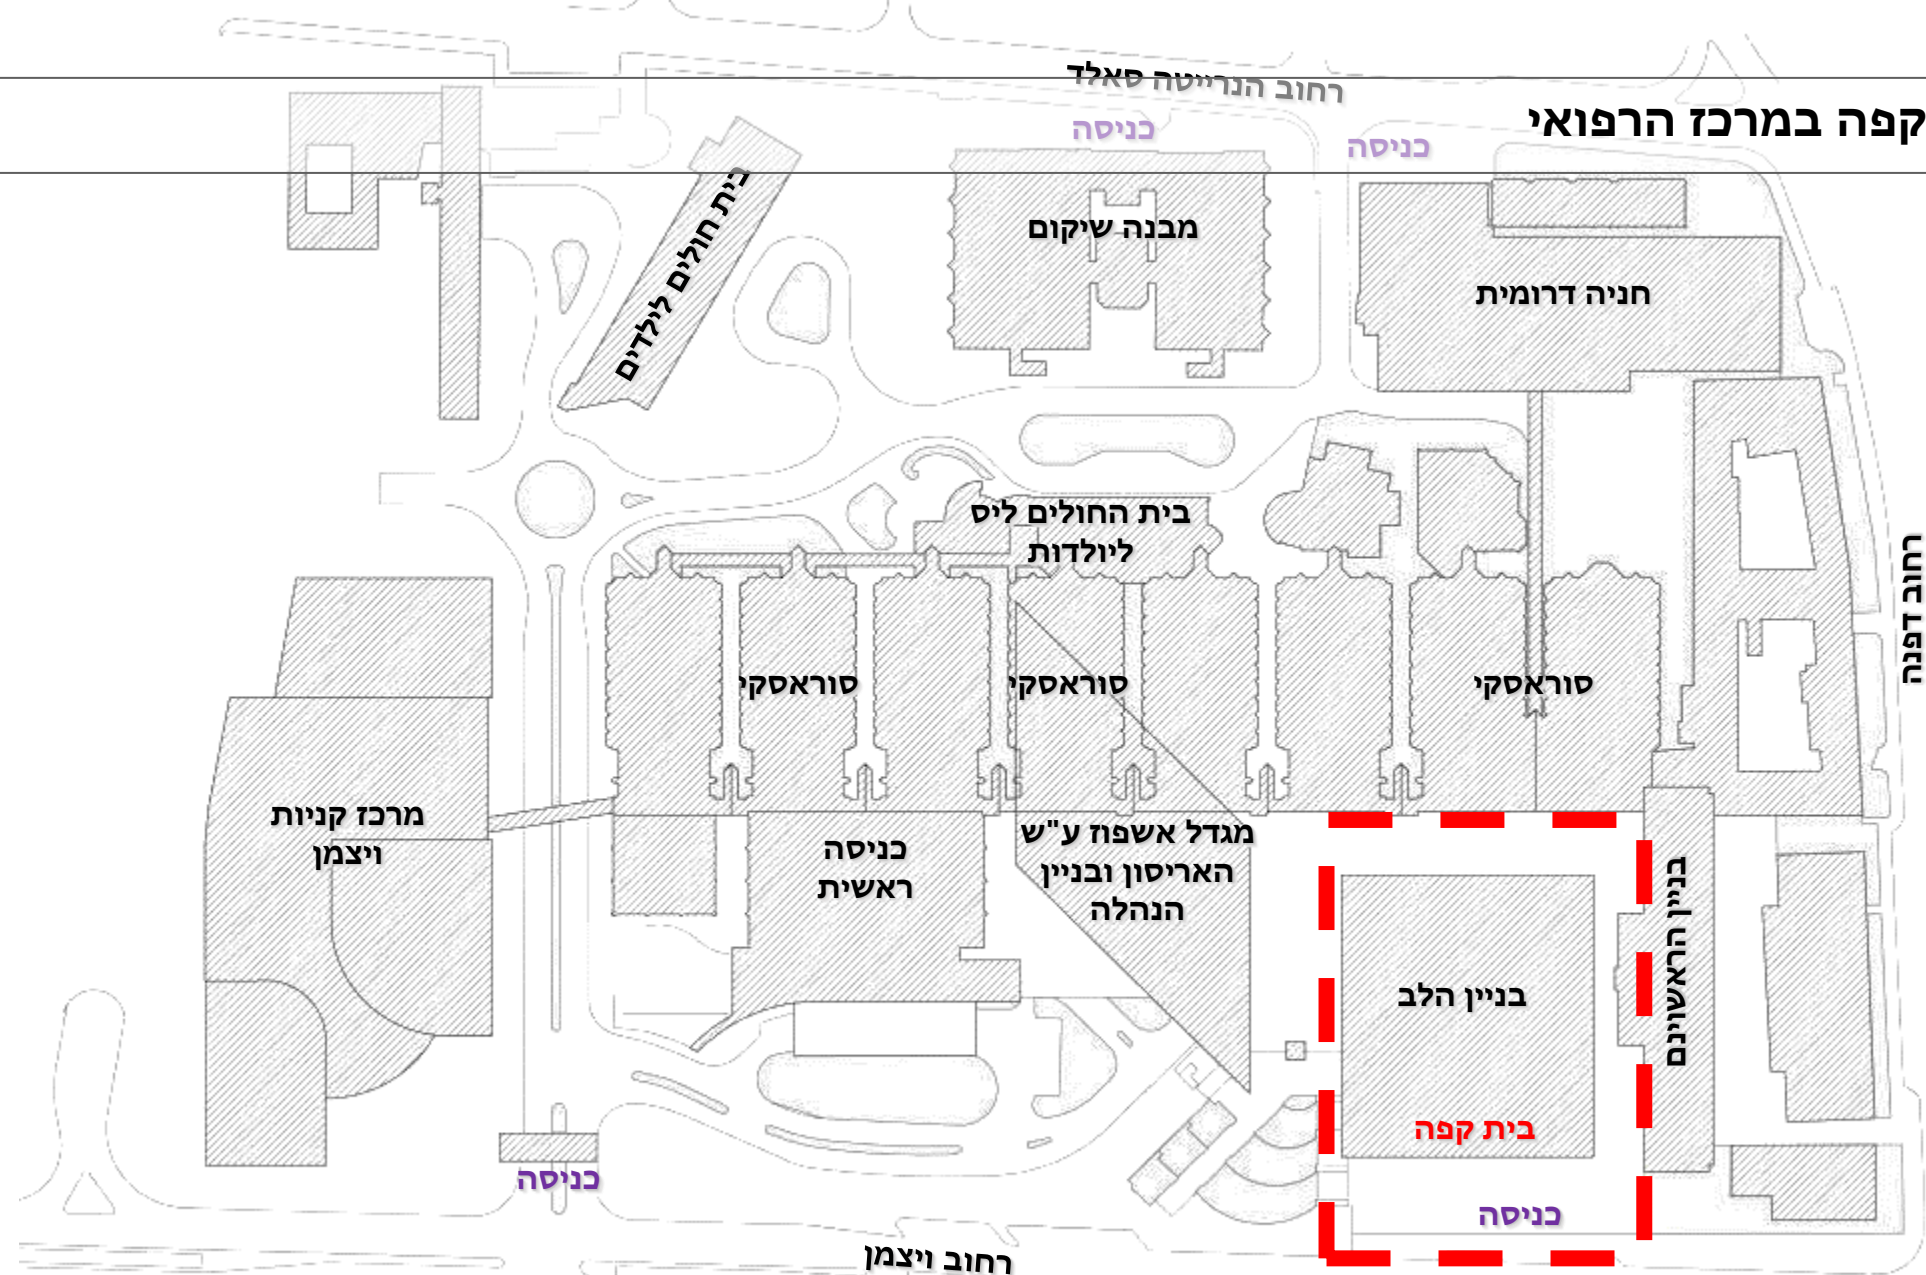 רחוב הנרייטה סאלד
קפה במרכז הרפואי
כניסה
כניסה
בית חולים לילדים
מבנה שיקום
חניה דרומית
בית החולים ליס
ליולדות
רחוב דפנה
סוראסקי
סוראסקי
סוראסקי
מרכז קניות
ויצמן
כניסה
ראשית
מגדל אשפוז ע"ש
האריסון ובניין
הנהלה
בניין הראשוינם
בניין הלב
בית קפה
כניסה
כניסה
רחוב ויצמן